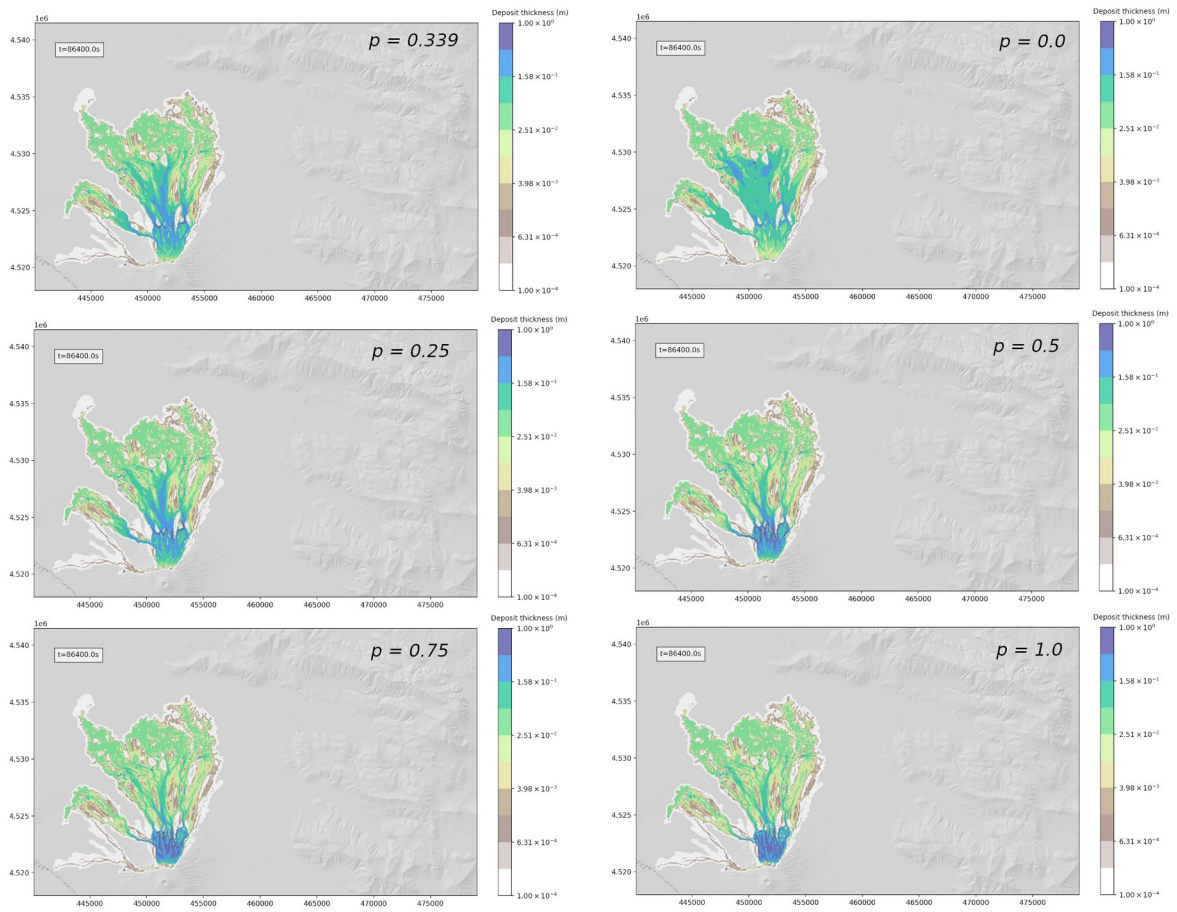 Deposit thickness (m)
1e6
p = 0.339
t=86400.0s
4.540
4.535
4.530
4.525
4.520
445000 450000 455000 460000 465000 470000 475000
1.00 × 10⁰
1.58 × 10⁻¹
2.51 × 10⁻²
3.98 × 10⁻³
6.31 × 10⁻⁴
1.00 × 10⁻⁴
Deposit thickness (m)
1e6
p = 0.0
t=86400.0s
4.540
4.535
4.530
4.525
4.520
445000 450000 455000 460000 465000 470000 475000
1.00 × 10⁰
1.58 × 10⁻¹
2.51 × 10⁻²
3.98 × 10⁻³
6.31 × 10⁻⁴
1.00 × 10⁻⁴
Deposit thickness (m)
1e6
p = 0.25
t=86400.0s
4.540
4.535
4.530
4.525
4.520
445000 450000 455000 460000 465000 470000 475000
1.00 × 10⁰
1.58 × 10⁻¹
2.51 × 10⁻²
3.98 × 10⁻³
6.31 × 10⁻⁴
1.00 × 10⁻⁴
Deposit thickness (m)
1e6
p = 0.5
t=86400.0s
4.540
4.535
4.530
4.525
4.520
445000 450000 455000 460000 465000 470000 475000
1.00 × 10⁰
1.58 × 10⁻¹
2.51 × 10⁻²
3.98 × 10⁻³
6.31 × 10⁻⁴
1.00 × 10⁻⁴
Deposit thickness (m)
1e6
p = 0.75
t=86400.0s
4.540
4.535
4.530
4.525
4.520
445000 450000 455000 460000 465000 470000 475000
1.00 × 10⁰
1.58 × 10⁻¹
2.51 × 10⁻²
3.98 × 10⁻³
6.31 × 10⁻⁴
1.00 × 10⁻⁴
Deposit thickness (m)
1e6
p = 1.0
t=86400.0s
4.540
4.535
4.530
4.525
4.520
445000 450000 455000 460000 465000 470000 475000
1.00 × 10⁰
1.58 × 10⁻¹
2.51 × 10⁻²
3.98 × 10⁻³
6.31 × 10⁻⁴
1.00 × 10⁻⁴